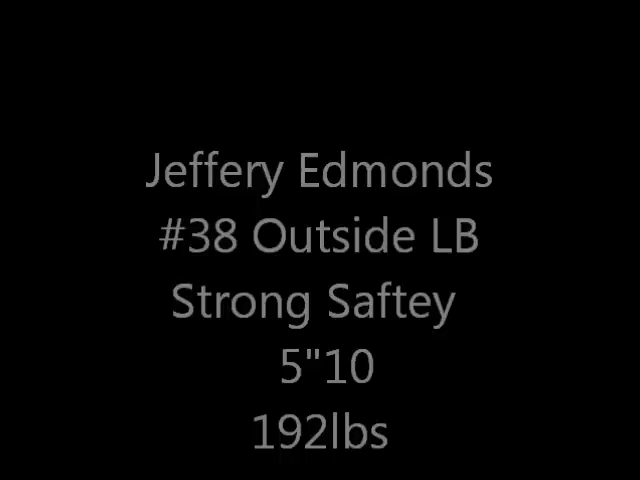 Jeffery Edmonds
#38 Outside LB
Strong Saftey
5"10
192lbs